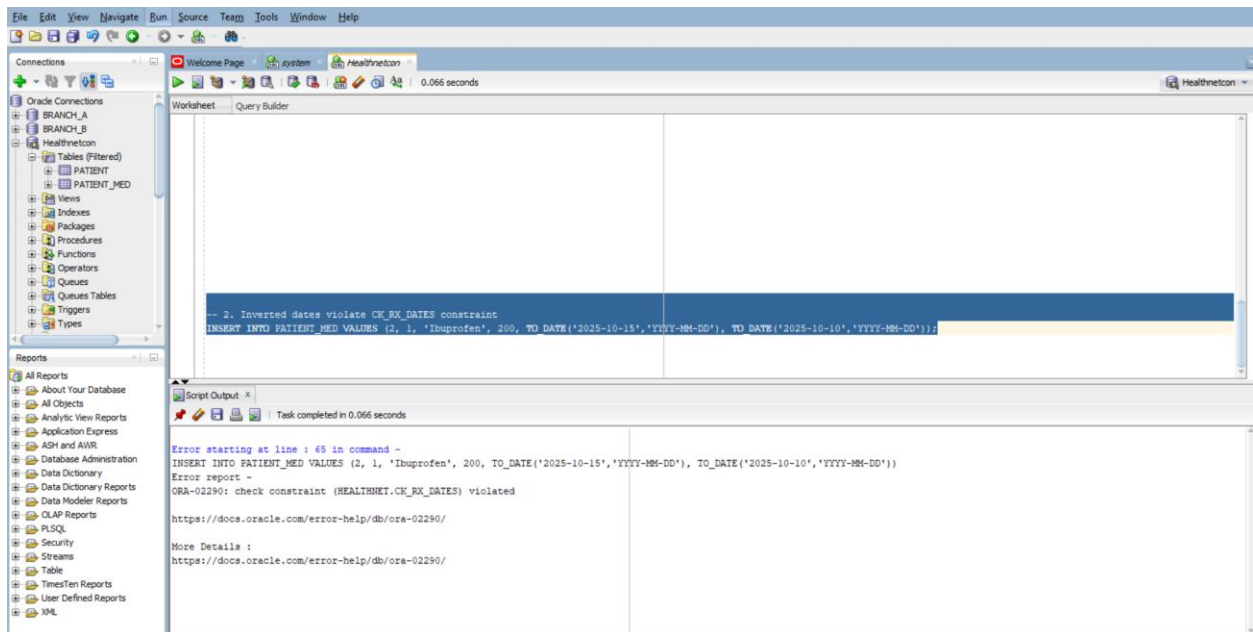 File Edit View Navigate Run Source Team Tools Window Help
Connections
Welcome Page system Healthnetcon
0.066 seconds
Healthnetcon
Worksheet Query Builder
Oracle Connections
BRANCH_A
BRANCH_B
Healthnetcon
Tables (Filtered)
PATIENT
PATIENT_MED
Views
Indexes
Packages
Procedures
Functions
Operators
Queues
Queues Tables
Triggers
Types
-- 2. Inverted dates violate CK_RX_DATES constraint
INSERT INTO PATIENT_MED VALUES (2, 1, 'Ibuprofen', 200, TO_DATE('2025-10-15','YYYY-MM-DD'), TO_DATE('2025-10-10','YYYY-MM-DD'));
Reports
All Reports
About Your Database
All Objects
Analytic View Reports
Application Express
ASH and AWR
Database Administration
Data Dictionary
Data Dictionary Reports
Data Modeler Reports
OLAP Reports
PLSQL
Security
Streams
Table
TimesTen Reports
User Defined Reports
XML
Script Output
Task completed in 0.066 seconds
Error starting at line : 65 in command -
INSERT INTO PATIENT_MED VALUES (2, 1, 'Ibuprofen', 200, TO_DATE('2025-10-15','YYYY-MM-DD'), TO_DATE('2025-10-10','YYYY-MM-DD'))
Error report -
ORA-02290: check constraint (HEALTHNET.CK_RX_DATES) violated
https://docs.oracle.com/error-help/db/ora-02290/
More Details :
https://docs.oracle.com/error-help/db/ora-02290/